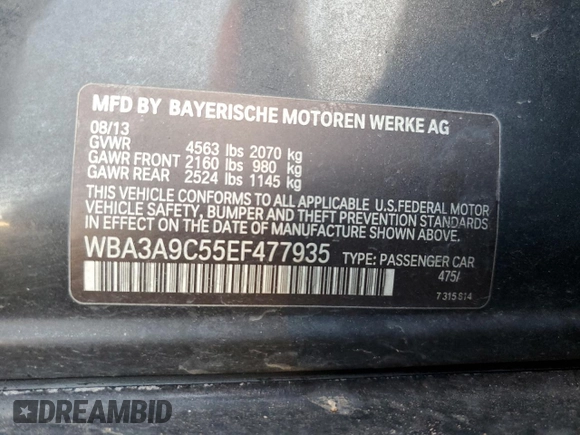 MFD BY BAYERISCHE MOTOREN WERKE AG
08/13
GVWR 4563 lbs 2070 kg
GAWR FRONT 2160 lbs 980 kg
GAWR REAR 2524 lbs 1145 kg
THIS VEHICLE CONFORMS TO ALL APPLICABLE U.S.FEDERAL MOTOR
VEHICLE SAFETY, BUMPER AND THEFT PREVENTION STANDARDS
IN EFFECT ON THE DATE OF MANUFACTURE SHOWN ABOVE.
WBA3A9C55EF477935 TYPE: PASSENGER CAR
475/
7 315 814
DREAMBID